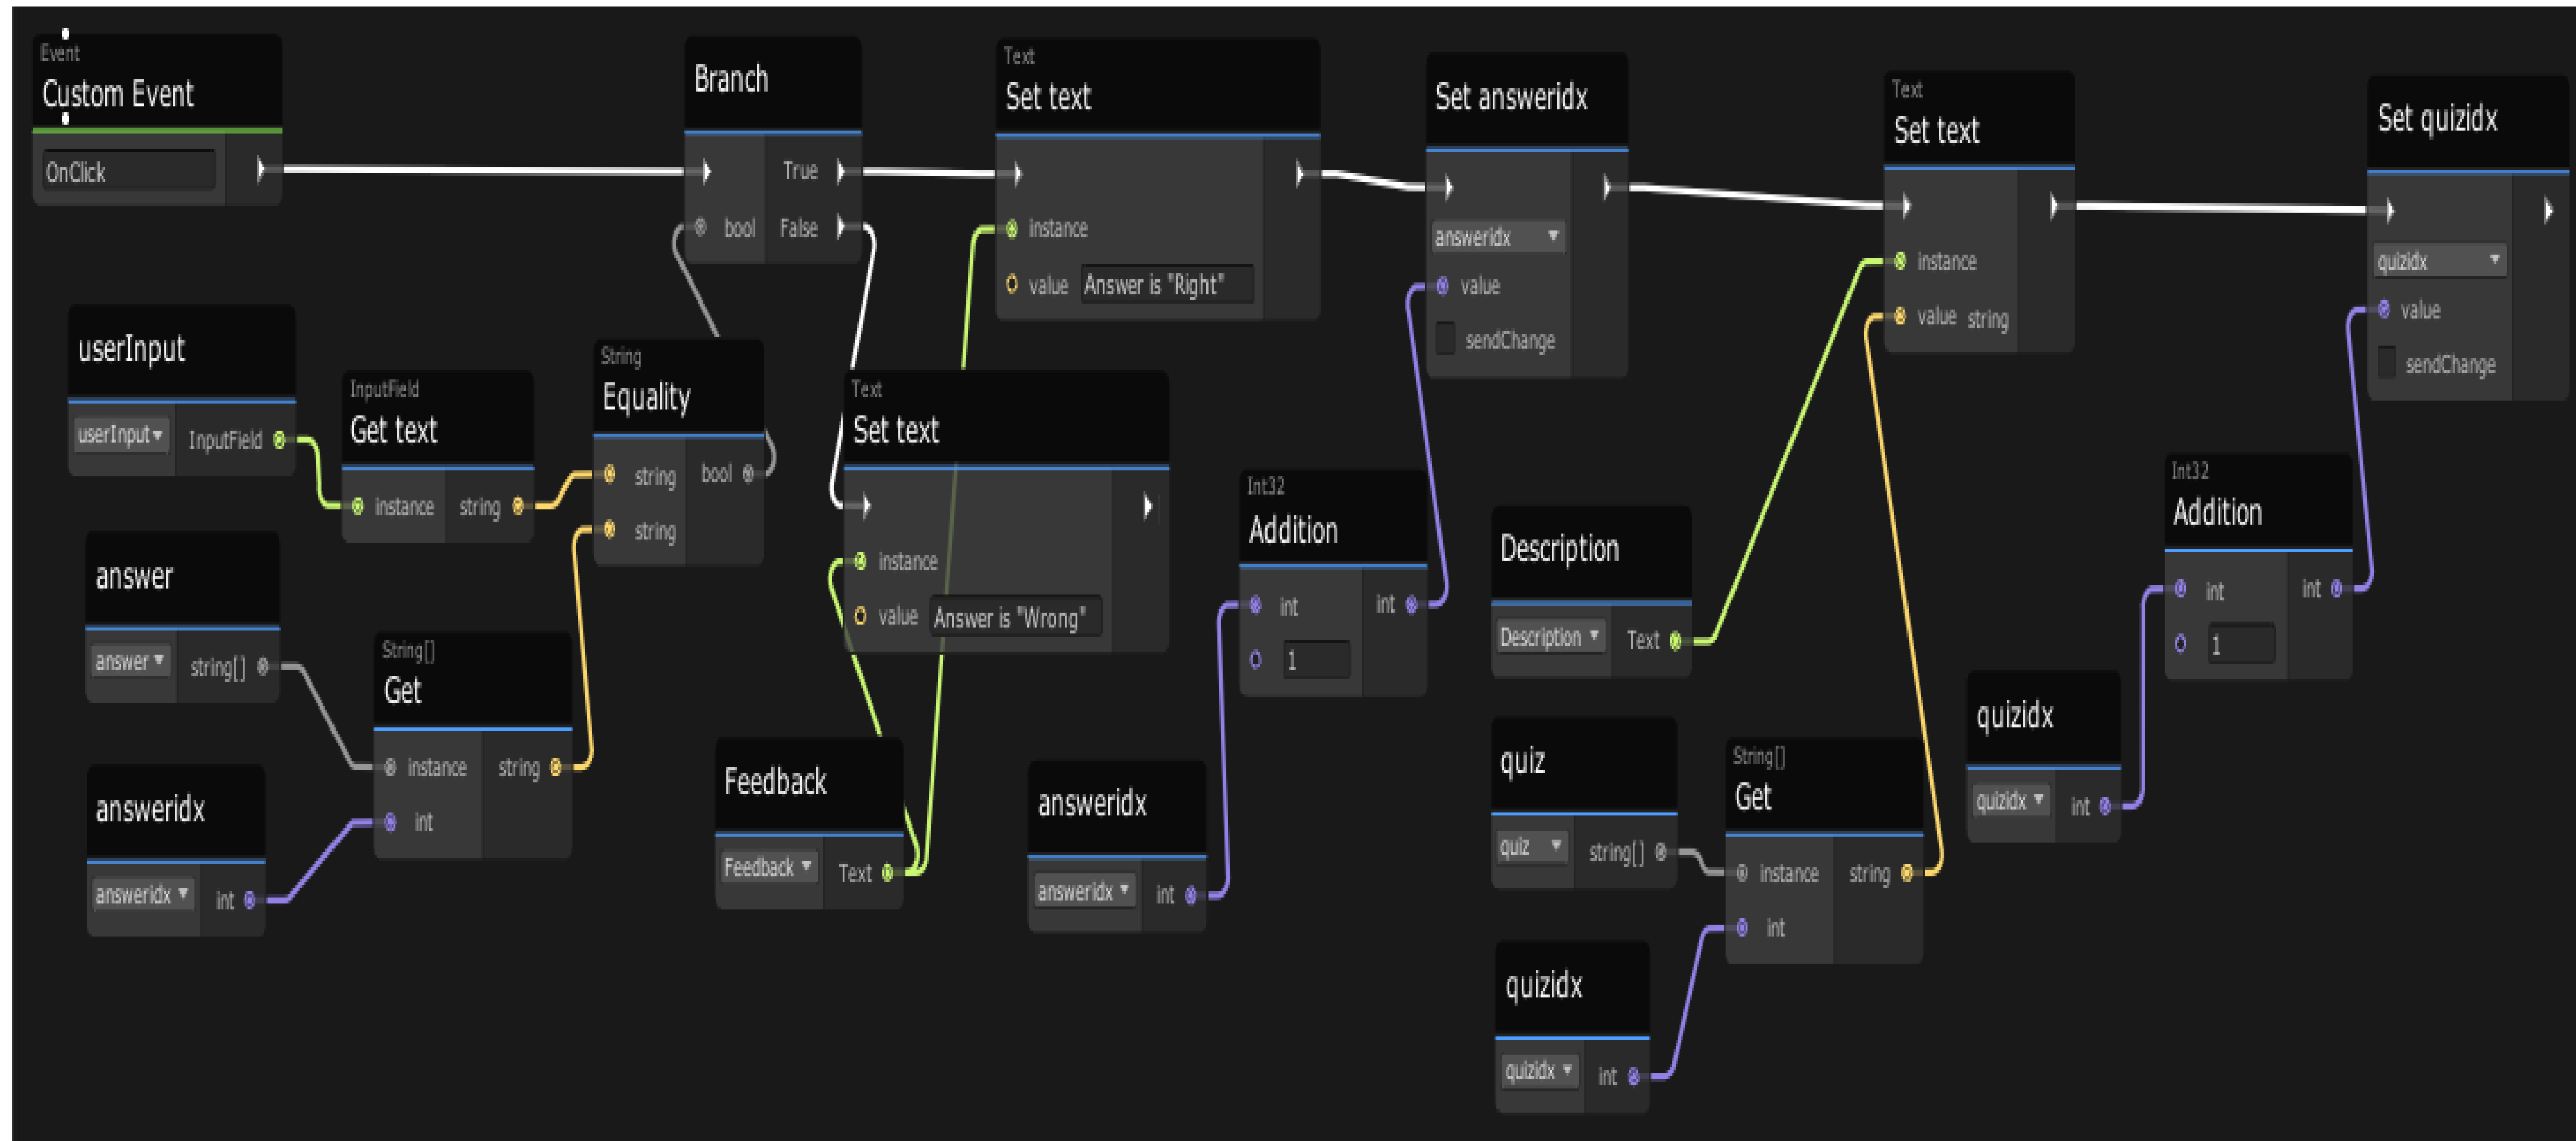 Event
Custom Event
OnClick
Branch
True
bool
False
Text
Set text
instance
value
Answer is "Right"
Set answeridx
answeridx
value
sendChange
Text
Set text
instance
value string
Set quizidx
quizidx
value
sendChange
userInput
userInput
InputField
InputField
Get text
instance
string
String
Equality
string
bool
string
Text
Set text
instance
value
Answer is "Wrong"
Int32
Addition
int
int
1
Description
Description
Text
Int32
Addition
int
int
1
answer
answer
string[]
String[]
Get
instance
string
int
answeridx
answeridx
int
Feedback
Feedback
Text
answeridx
answeridx
int
quiz
quiz
string[]
String[]
Get
instance
string
int
quizidx
quizidx
int
quizidx
quizidx
int